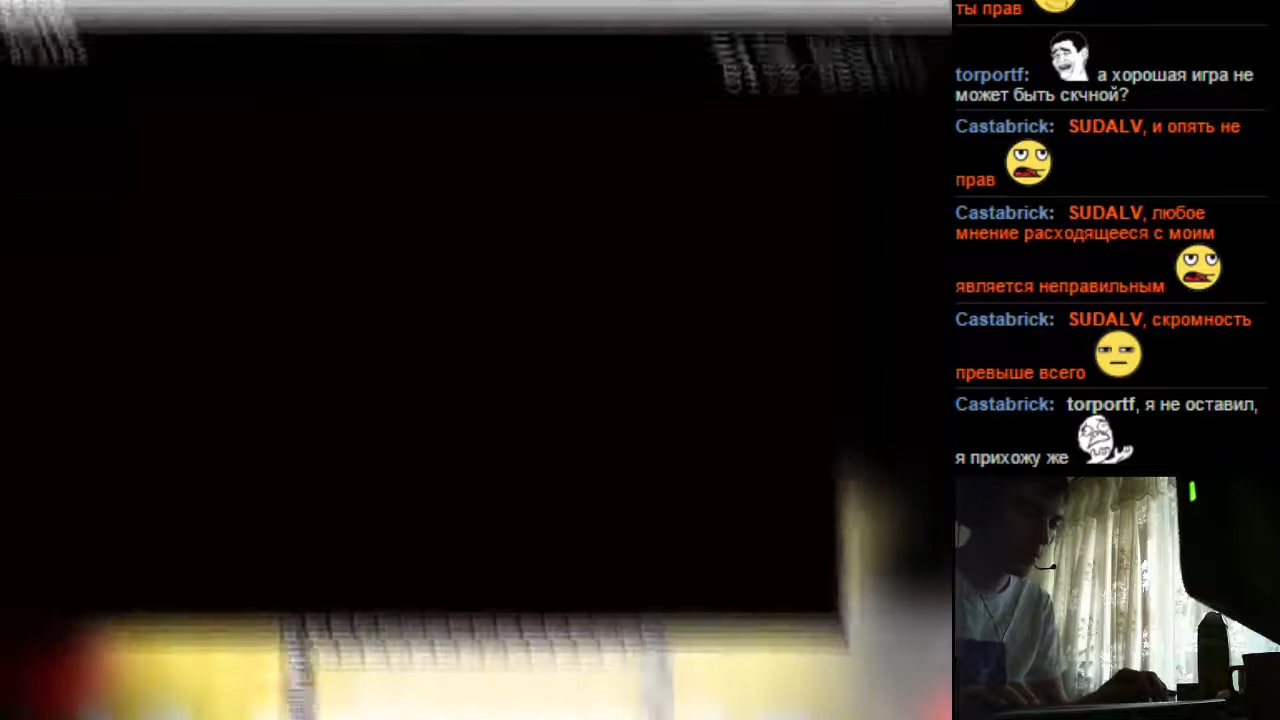 ты прав
torportf: а хорошая игра не
может быть скчной?
Castabrick: SUDALV, и опять не
прав
Castabrick: SUDALV, любое
мнение расходящееся с моим
является неправильным
Castabrick: SUDALV, скромность
превыше всего
Castabrick: torportf, я не оставил,
я прихожу же